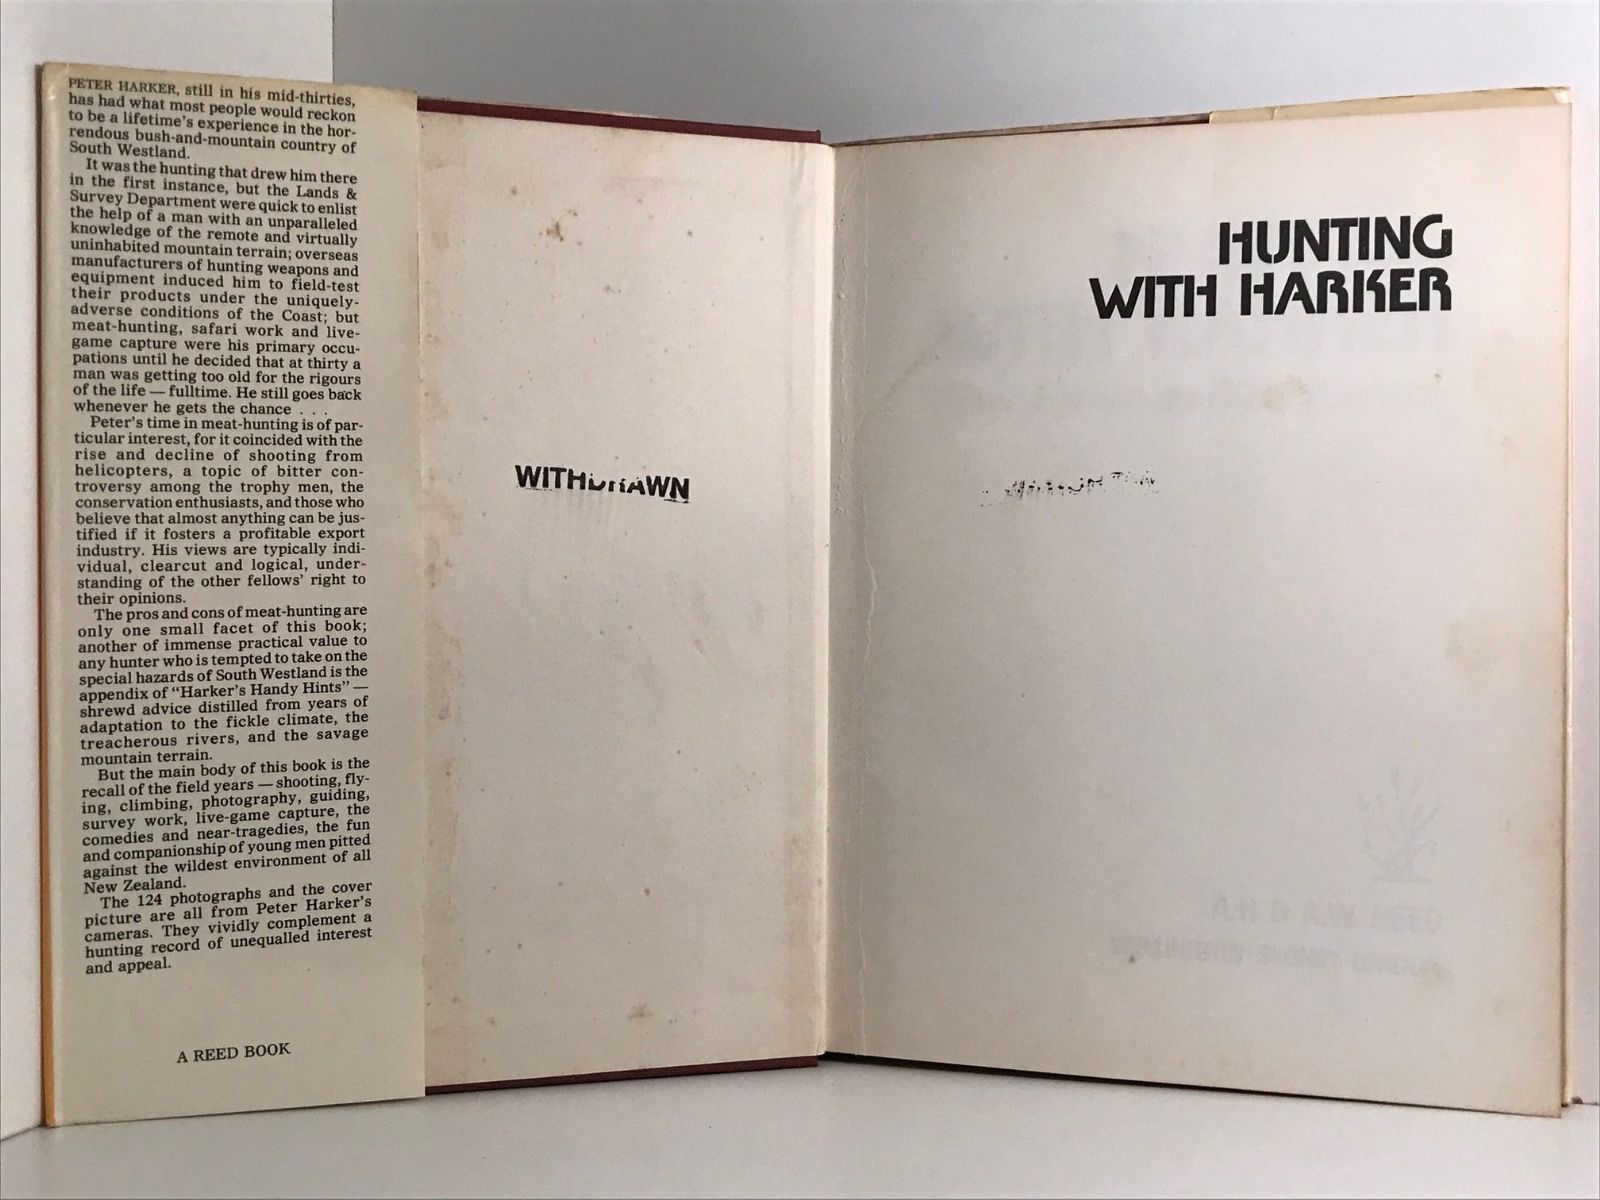 PETER HARKER, still in his mid-thirties,
has had what most people would reckon
to be a lifetime's experience in the hor-
rendous bush-and-mountain country of
South Westland.
It was the hunting that drew him there
in the first instance, but the Lands &
Survey Department were quick to enlist
the help of a man with an unparalleled
knowledge of the remote and virtually
uninhabited mountain terrain; overseas
manufacturers of hunting weapons and
equipment induced him to field-test
their products under the uniquely-
adverse conditions of the Coast; but
meat-hunting, safari work and live-
game capture were his primary occu-
pations until he decided that at thirty a
man was getting too old for the rigours
of the life — fulltime. He still goes back
whenever he gets the chance . . .
Peter's time in meat-hunting is of par-
ticular interest, for it coincided with the
rise and decline of shooting from
helicopters, a topic of bitter con-
troversy among the trophy men, the
conservation enthusiasts, and those who
believe that almost anything can be jus-
tified if it fosters a profitable export
industry. His views are typically indi-
vidual, clearcut and logical, under-
standing of the other fellows' right to
their opinions.
The pros and cons of meat-hunting are
only one small facet of this book;
another of immense practical value to
any hunter who is tempted to take on the
special hazards of South Westland is the
appendix of "Harker's Handy Hints" —
shrewd advice distilled from years of
adaptation to the fickle climate, the
treacherous rivers, and the savage
mountain terrain.
But the main body of this book is the
recall of the field years — shooting, fly-
ing, climbing, photography, guiding,
survey work, live-game capture, the
comedies and near-tragedies, the fun
and companionship of young men pitted
against the wildest environment of all
New Zealand.
The 124 photographs and the cover
picture are all from Peter Harker's
cameras. They vividly complement a
hunting record of unequalled interest
and appeal.
A REED BOOK
WITHDRAWN
HUNTING
WITH HARKER
A.H. & A.W. REED